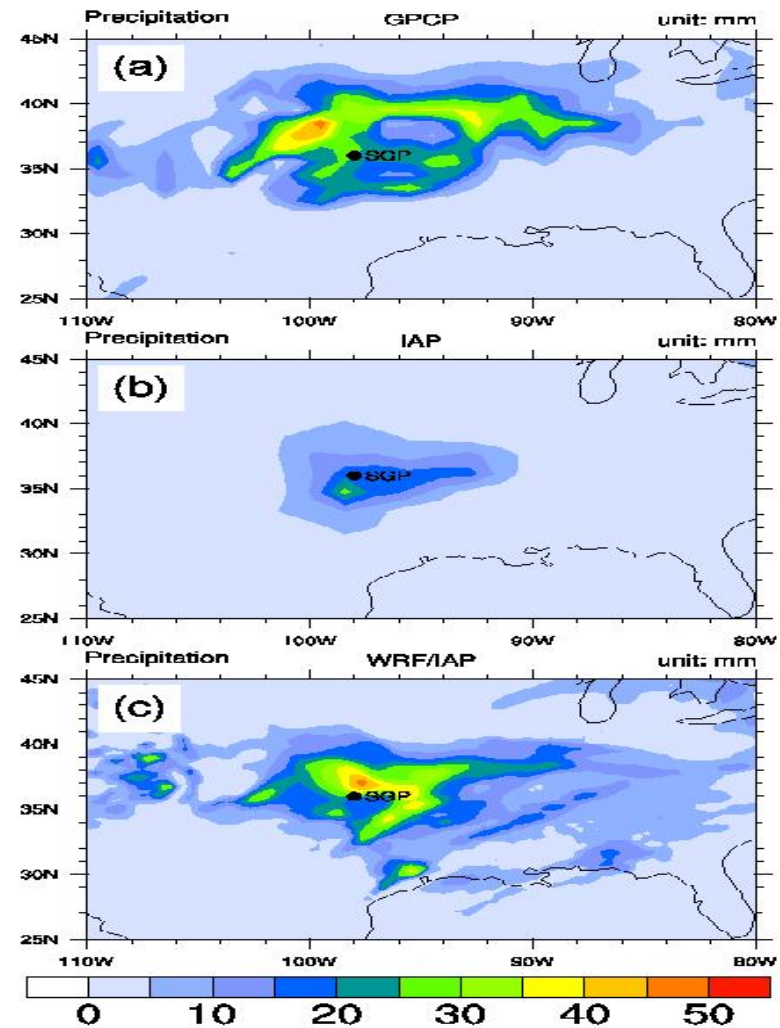 Precipitation GPCP unit: mm
(a)
45N
40N
35N
30N
25N
SGP
110W 100W 90W 80W
Precipitation IAP unit: mm
(b)
45N
40N
35N
30N
25N
SGP
110W 100W 90W 80W
Precipitation WRF/IAP unit: mm
(c)
45N
40N
35N
30N
25N
SGP
110W 100W 90W 80W
0 10 20 30 40 50